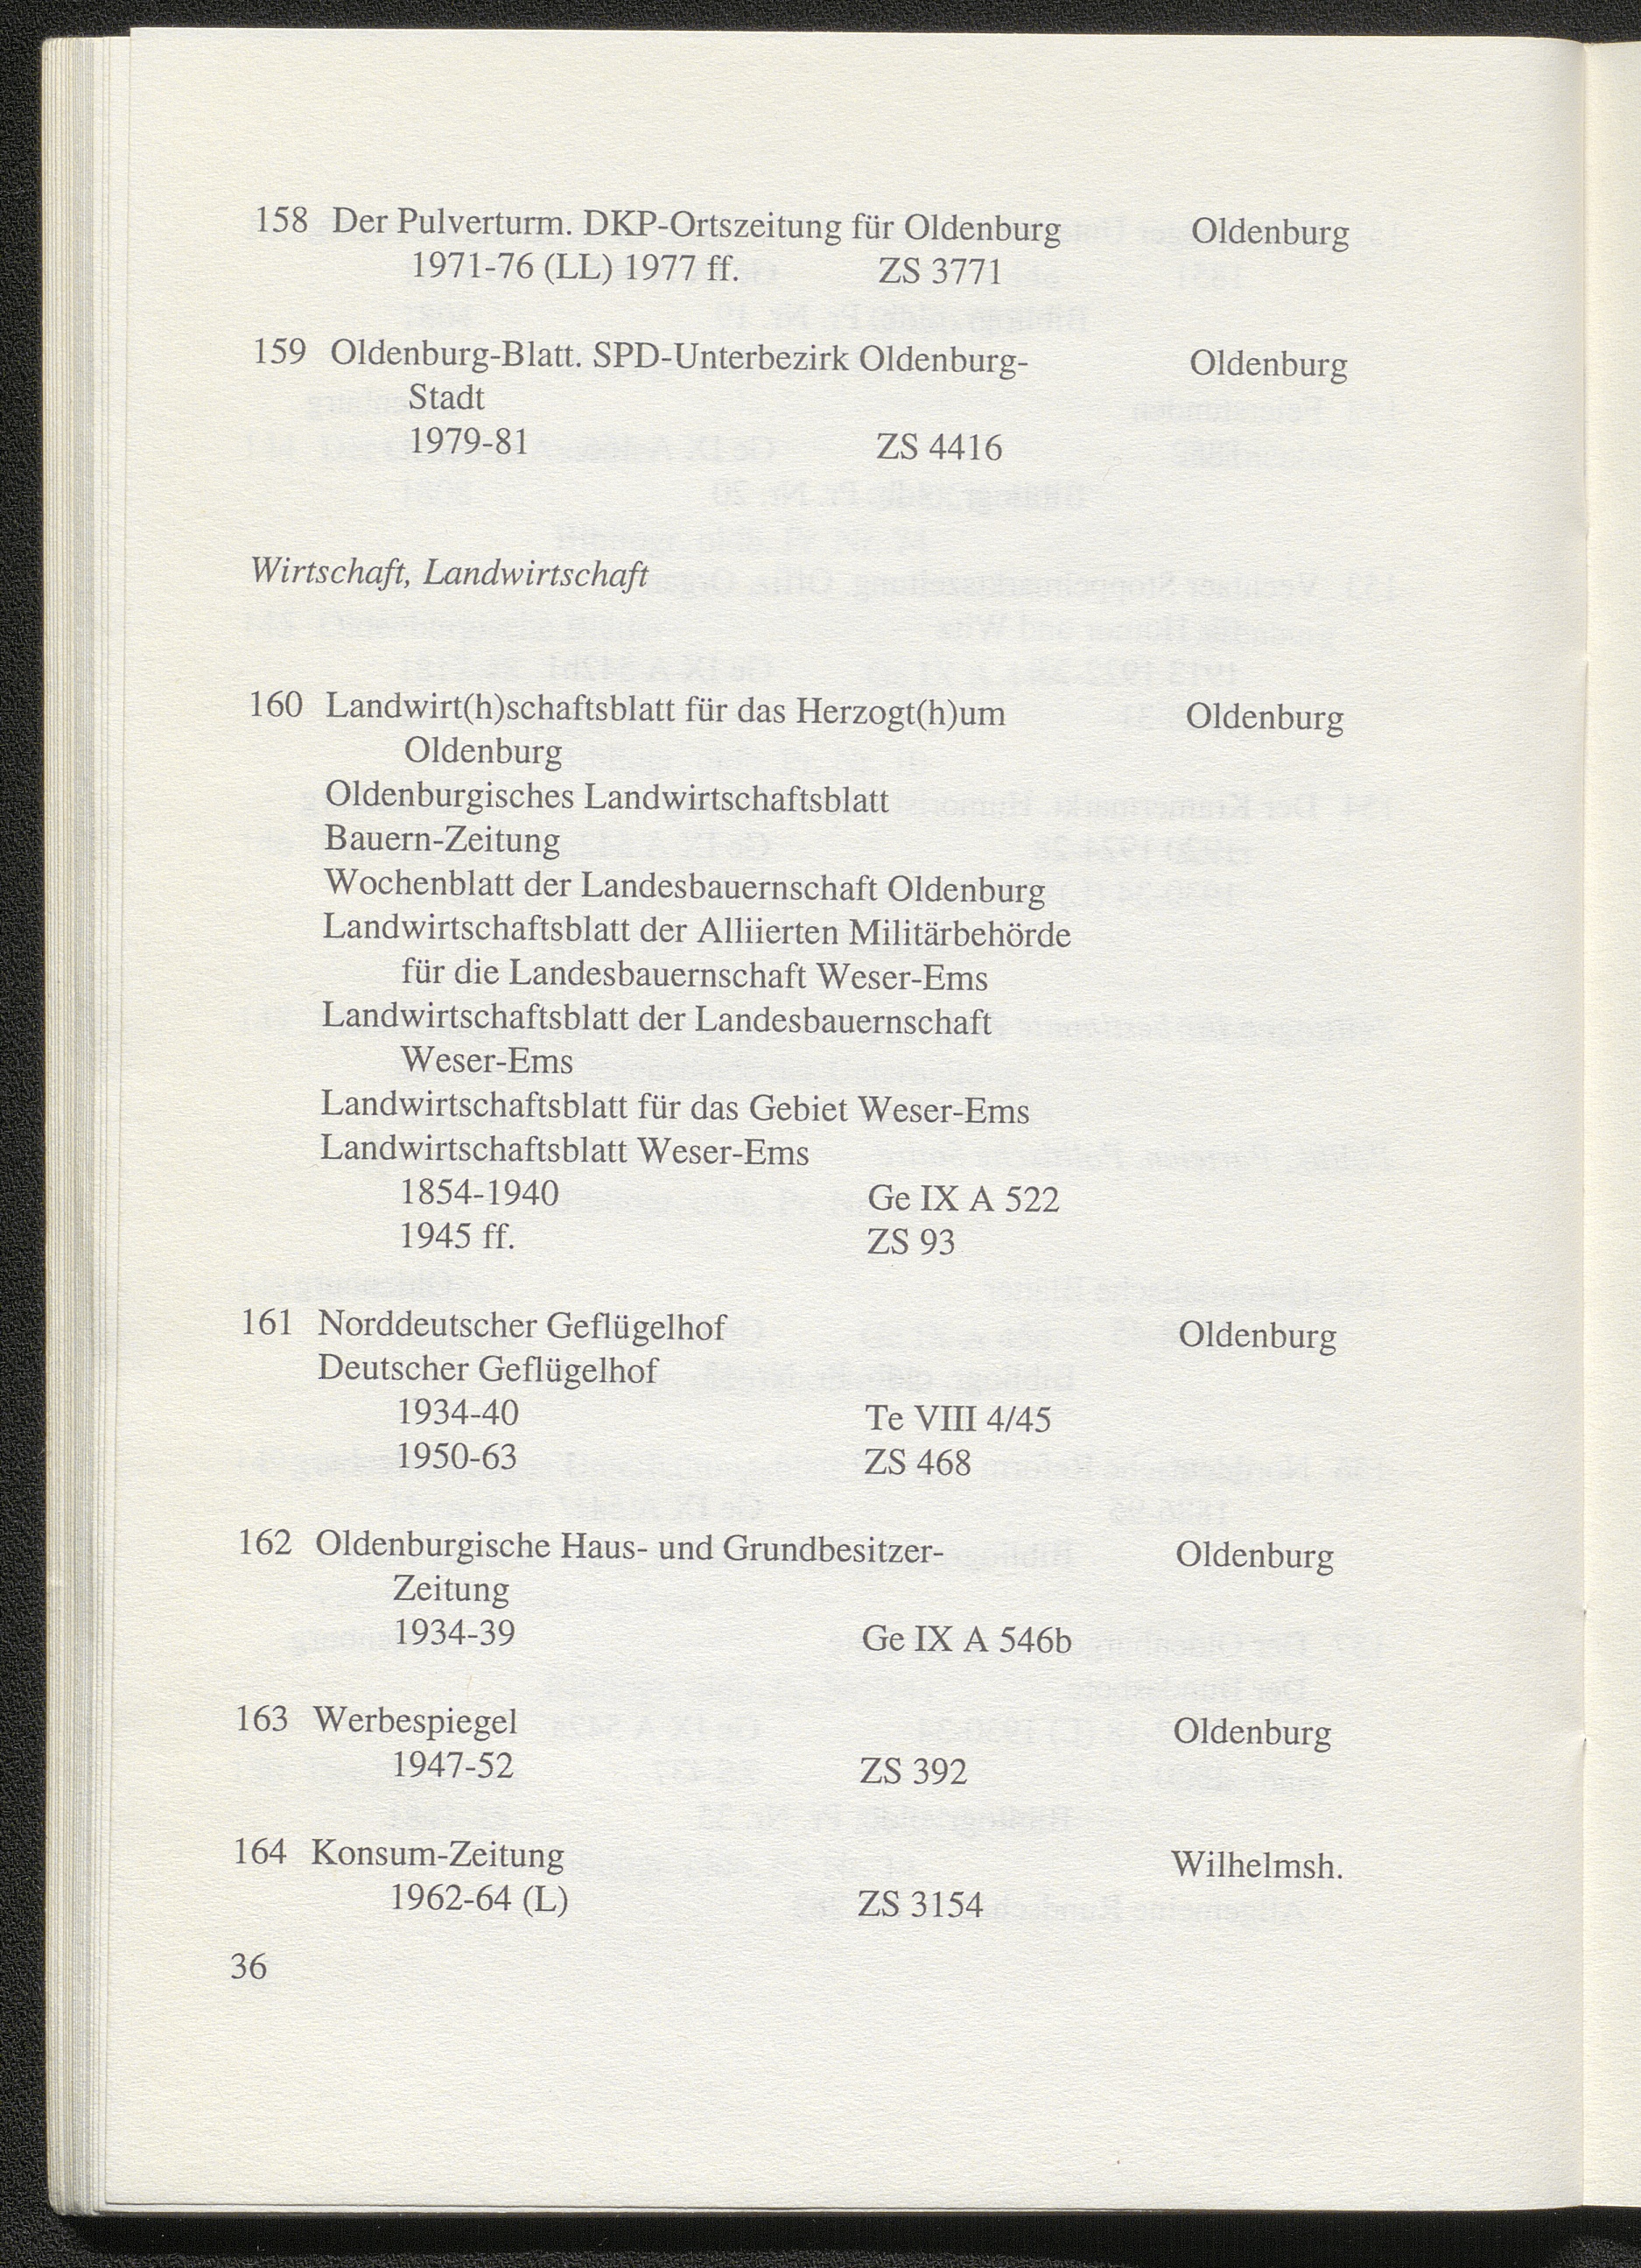 158 Der Pulverturm. DKP-Ortszeitung für Oldenburg Oldenburg
1971-76 (LL) 1977 ff. ZS 3771
159 Oldenburg-Blatt. SPD-Unterbezirk Oldenburg- Oldenburg
Stadt
1979-81 ZS 4416
Wirtschaft, Landwirtschaft
160 Landwirt(h)schaftsblatt für das Herzogt(h)um Oldenburg
Oldenburg
Oldenburgisches Landwirtschaftsblatt
Bauern-Zeitung
Wochenblatt der Landesbauernschaft Oldenburg
Landwirtschaftsblatt der Alliierten Militärbehörde
für die Landesbauernschaft Weser-Ems
Landwirtschaftsblatt der Landesbauernschaft
Weser-Ems
Landwirtschaftsblatt für das Gebiet Weser-Ems
Landwirtschaftsblatt Weser-Ems
1854-1940 Ge IX A 522
1945 ff. ZS 93
161 Norddeutscher Geflügelhof Oldenburg
Deutscher Geflügelhof
1934-40 Te VIII 4/45
1950-63 ZS 468
162 Oldenburgische Haus- und Grundbesitzer- Oldenburg
Zeitung
1934-39 Ge IX A 546b
163 Werbespiegel Oldenburg
1947-52 ZS 392
164 Konsum-Zeitung Wilhelmsh.
1962-64 (L) ZS 3154
36